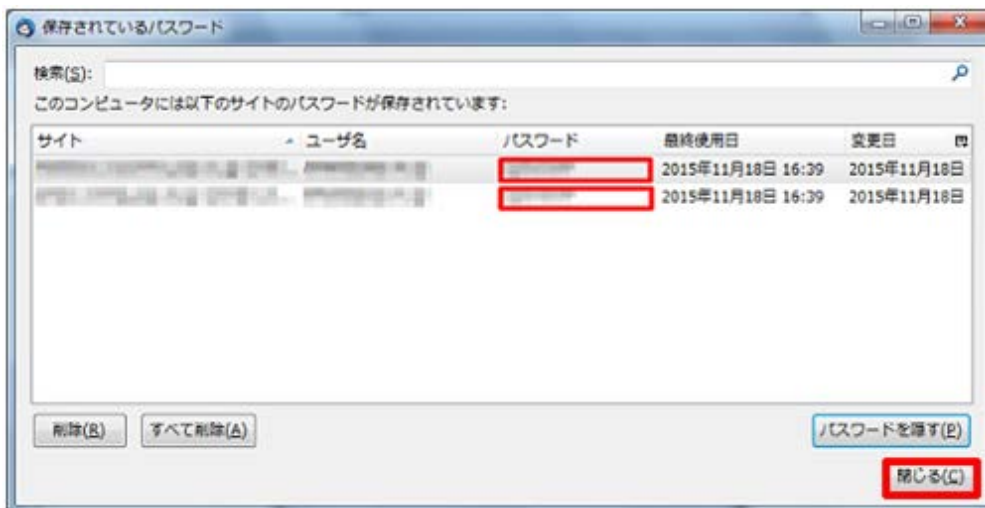 保存されているパスワード
検索(S):
このコンピュータには以下のサイトのパスワードが保存されています:
サイト ユーザ名 パスワード 最終使用日 変更日
2015年11月18日 16:39 2015年11月18日
2015年11月18日 16:39 2015年11月18日
削除(R) すべて削除(A) パスワードを隠す(P)
閉じる(C)